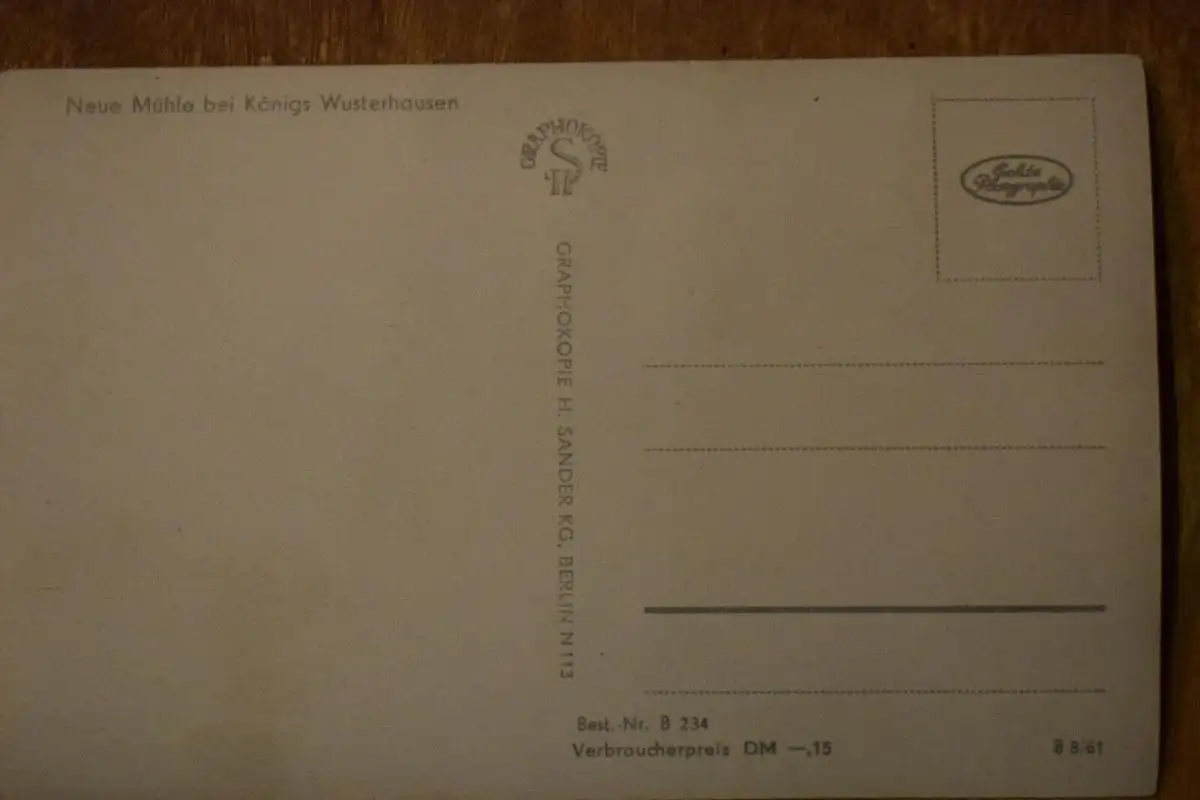 Neue Mühle bei Königs Wusterhausen
GRAPHOKOPIE
GRAPHOKOPIE H. SANDER KG, BERLIN N 113
Echte
Photographie
Best.-Nr. B 234
Verbraucherpreis DM —,15
B 8/61